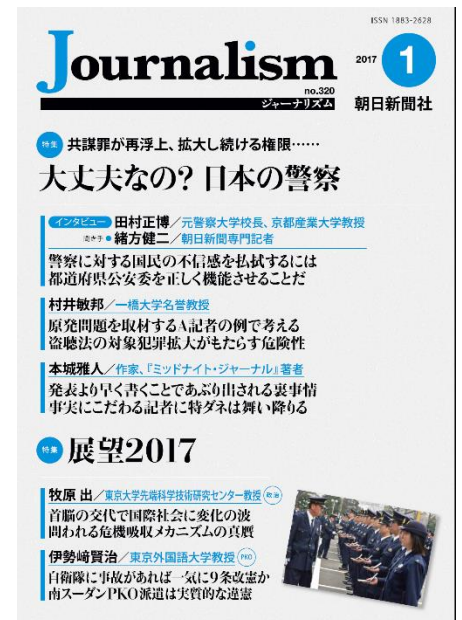 ISSN 1883-2628
Journalism
2017 1
no.320
ジャーナリズム
朝日新聞社
特集 共謀罪が再浮上、拡大し続ける権限……
大丈夫なの? 日本の警察
インタビュー 田村正博/元警察大学校長、京都産業大学教授
聞き手●緒方健二/朝日新聞専門記者
警察に対する国民の不信感を払拭するには
都道府県公安委を正しく機能させることだ
村井敏邦/一橋大学名誉教授
原発問題を取材するA記者の例で考える
盗聴法の対象犯罪拡大がもたらす危険性
本城雅人/作家、『ミッドナイト・ジャーナル』著者
発表より早く書くことであぶり出される裏事情
事実にこだわる記者に特ダネは舞い降りる
特集 展望2017
牧原 出/東京大学先端科学技術研究センター教授 政治
首脳の交代で国際社会に変化の波
問われる危機吸収メカニズムの真贋
伊勢﨑賢治/東京外国語大学教授 PKO
自衛隊に事故があれば一気に9条改憲か
南スーダンPKO派遣は実質的な違憲